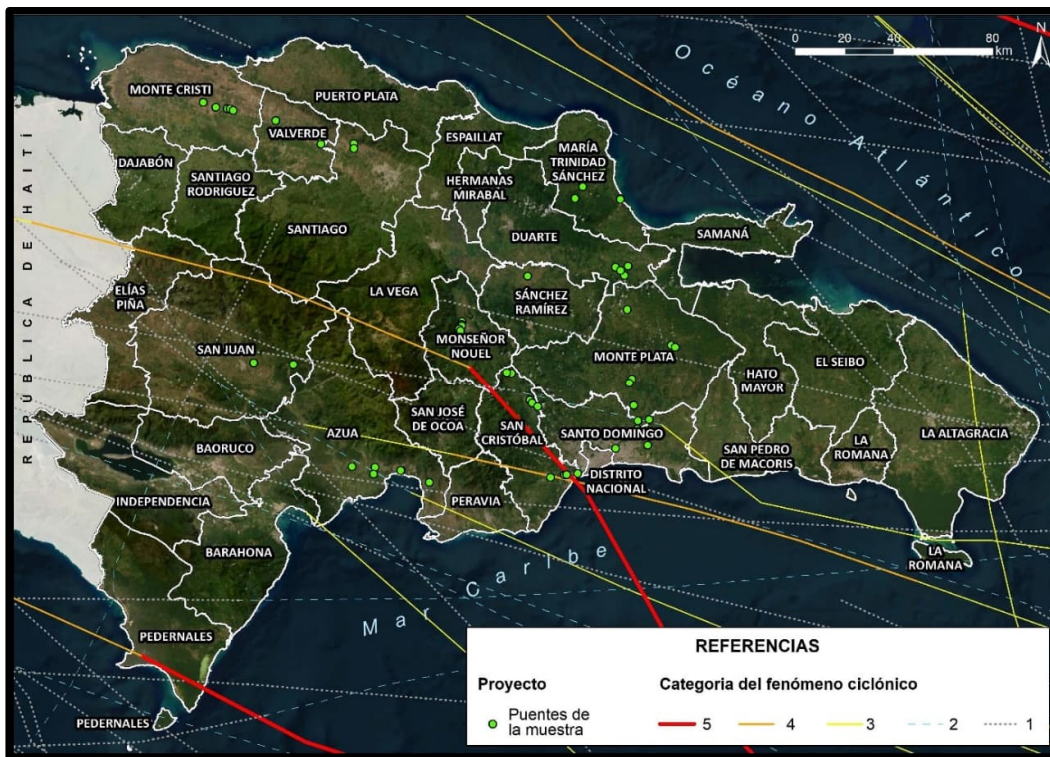 N
0 20 40 80
km
Océano Atlántico
MONTE CRISTI
PUERTO PLATA
VALVERDE
ESPAILLAT
MARÍA
TRINIDAD
SÁNCHEZ
DAJABÓN
SANTIAGO
RODRIGUEZ
HERMANAS
MIRABAL
SANTIAGO
DUARTE
SAMANÁ
REPÚBLICA DE HAITÍ
ELÍAS
PIÑA
LA VEGA
SÁNCHEZ
RAMÍREZ
SAN JUAN
MONSEÑOR
NOUEL
MONTE PLATA
EL SEIBO
HATO
MAYOR
SAN JOSÉ
DE OCOA
SAN
CRISTÓBAL
SANTO DOMINGO
LA ALTAGRACIA
BAORUCO
AZUA
SAN PEDRO
DE MACORIS
LA
ROMANA
INDEPENDENCIA
PERAVIA
DISTRITO
NACIONAL
BARAHONA
LA
ROMANA
Mar Caribe
PEDERNALES
PEDERNALES
REFERENCIAS
Proyecto
Puentes de
la muestra
Categoria del fenómeno ciclónico
5 4 3 2 1